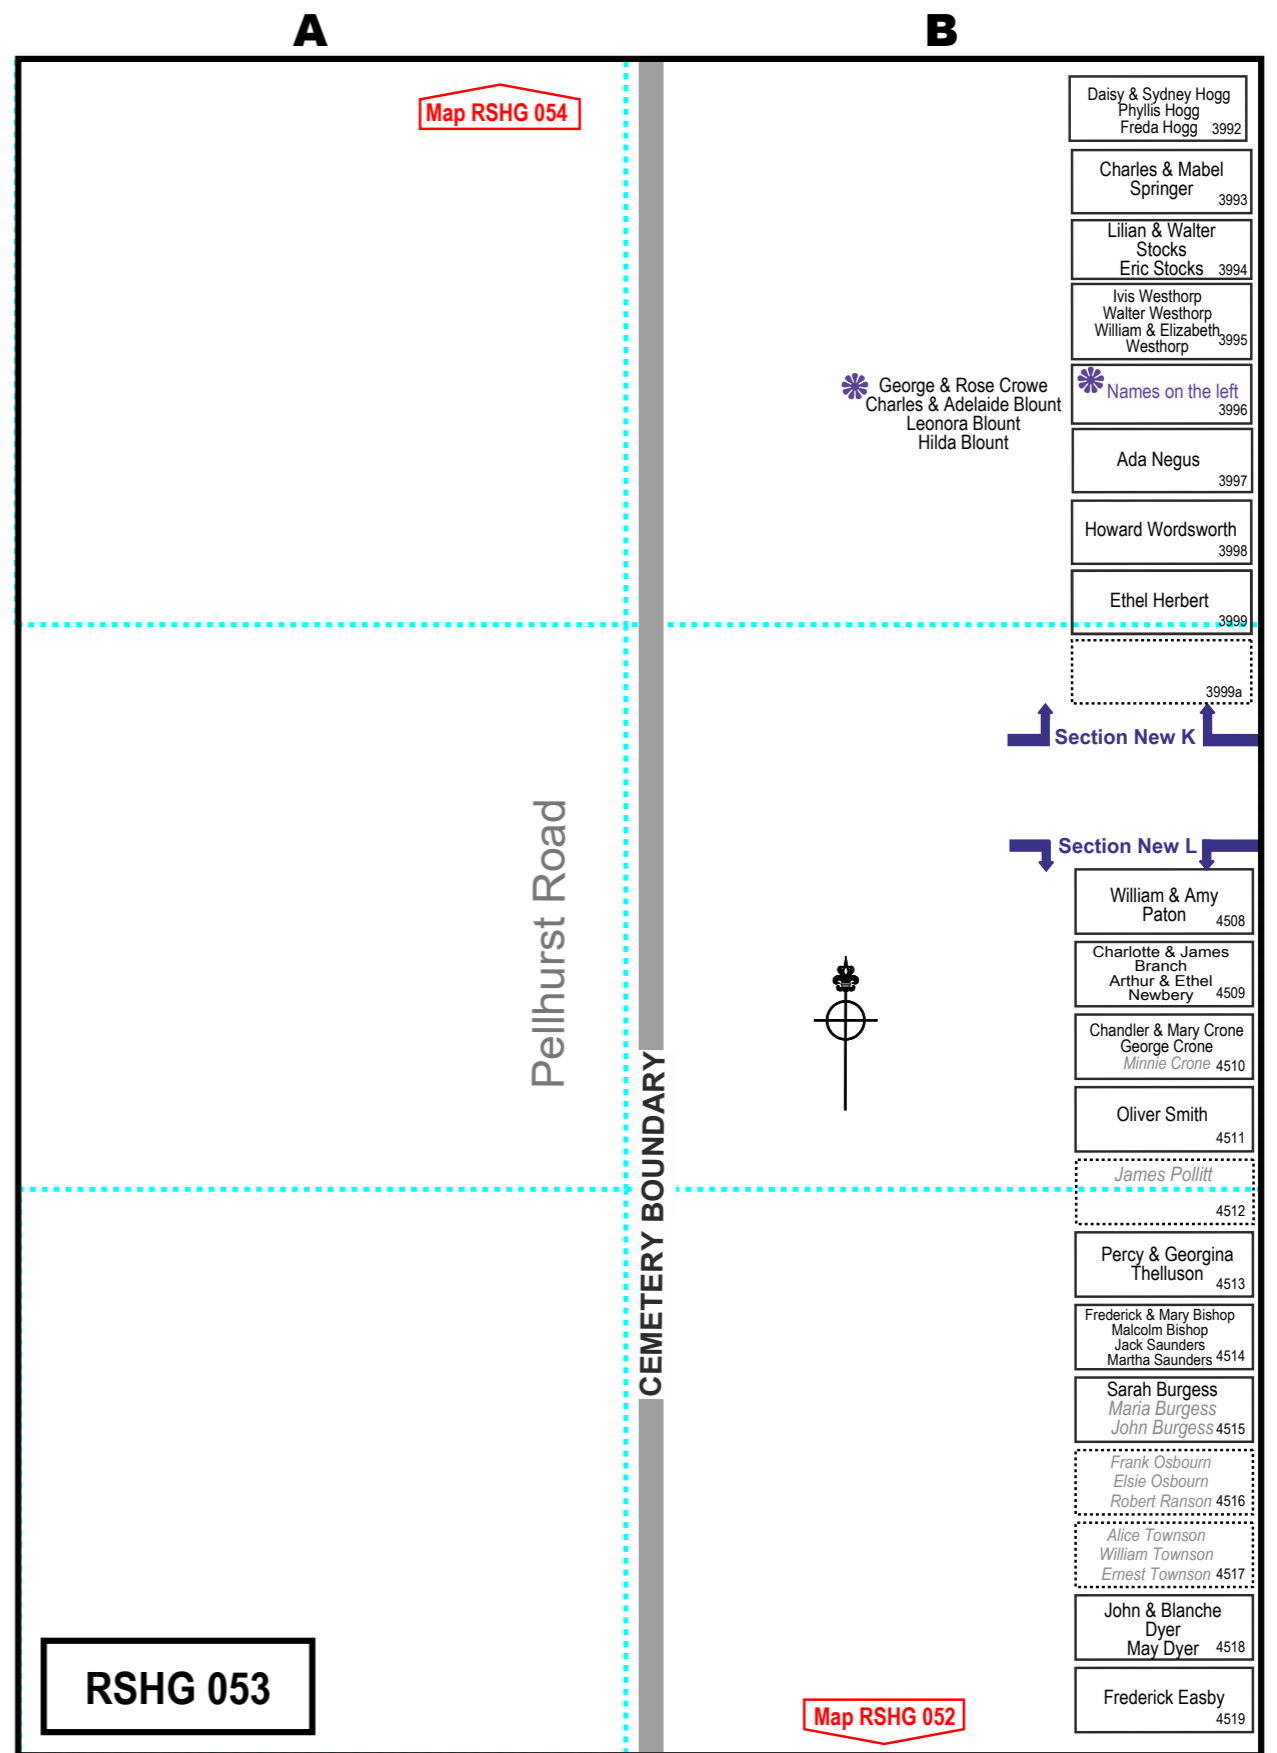 A
B
Map RSHG 054
Daisy & Sydney Hogg
Phyllis Hogg
Freda Hogg 3992
Charles & Mabel
Springer
3993
Lilian & Walter
Stocks
Eric Stocks 3994
Ivis Westhorp
Walter Westhorp
William & Elizabeth
Westhorp
3995
George & Rose Crowe
Charles & Adelaide Blount
Leonora Blount
Hilda Blount
Names on the left
3996
Ada Negus
3997
Howard Wordsworth
3998
Ethel Herbert
3999
3999a
Section New K
Section New L
Pellhurst Road
CEMETERY BOUNDARY
William & Amy
Paton 4508
Charlotte & James
Branch
Arthur & Ethel
Newbery 4509
Chandler & Mary Crone
George Crone
Minnie Crone 4510
Oliver Smith
4511
James Pollitt
4512
Percy & Georgina
Thelluson 4513
Frederick & Mary Bishop
Malcolm Bishop
Jack Saunders
Martha Saunders 4514
Sarah Burgess
Maria Burgess
John Burgess 4515
Frank Osbourn
Elsie Osbourn
Robert Ranson 4516
Alice Townson
William Townson
Ernest Townson 4517
John & Blanche
Dyer
May Dyer 4518
Frederick Easby
4519
RSHG 053
Map RSHG 052